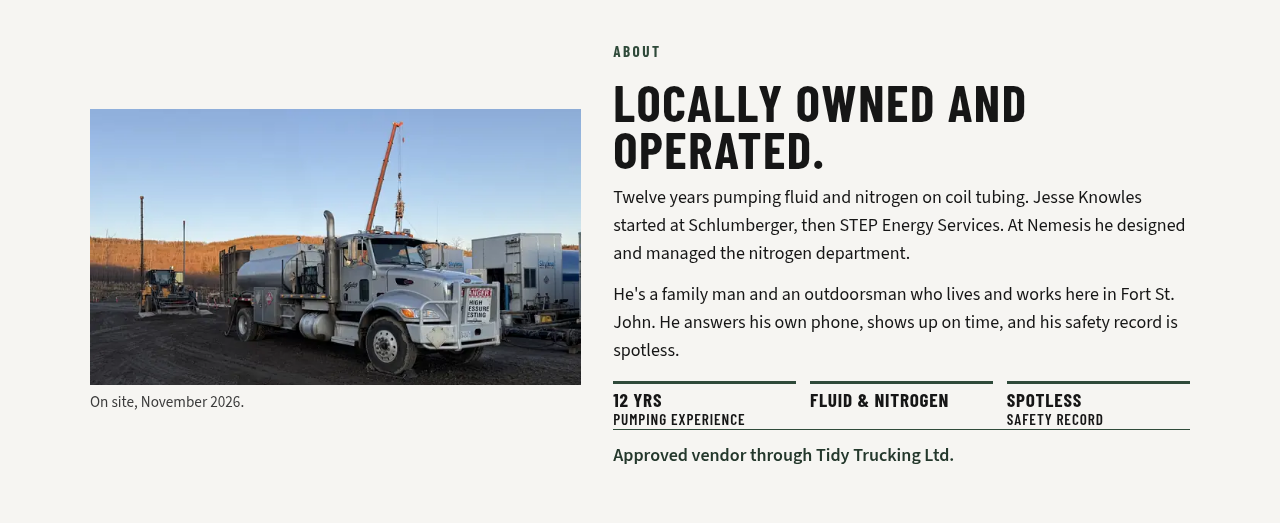 ABOUT
LOCALLY OWNED AND
OPERATED.
Twelve years pumping fluid and nitrogen on coil tubing. Jesse Knowles
started at Schlumberger, then STEP Energy Services. At Nemesis he designed
and managed the nitrogen department.
He's a family man and an outdoorsman who lives and works here in Fort St.
John. He answers his own phone, shows up on time, and his safety record is
spotless.
12 YRS
PUMPING EXPERIENCE
FLUID & NITROGEN
SPOTLESS
SAFETY RECORD
Approved vendor through Tidy Trucking Ltd.
DANGER
HIGH
On site, November 2026.